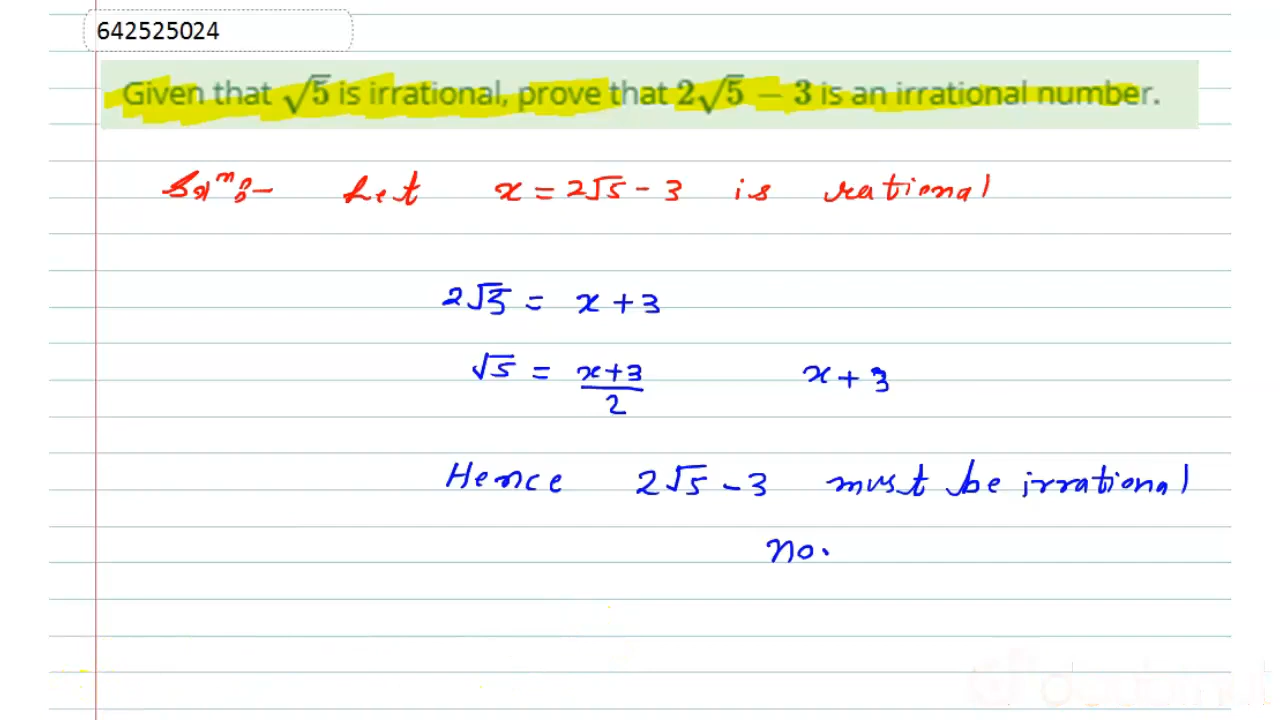 642525024
Given that √5 is irrational, prove that 2√5 − 3 is an irrational number.
Solⁿ:- Let x = 2√5 - 3 is rational
2√5 = x + 3
√5 = (x+3)/2 x + 3
Hence 2√5 - 3 must be irrational
no.